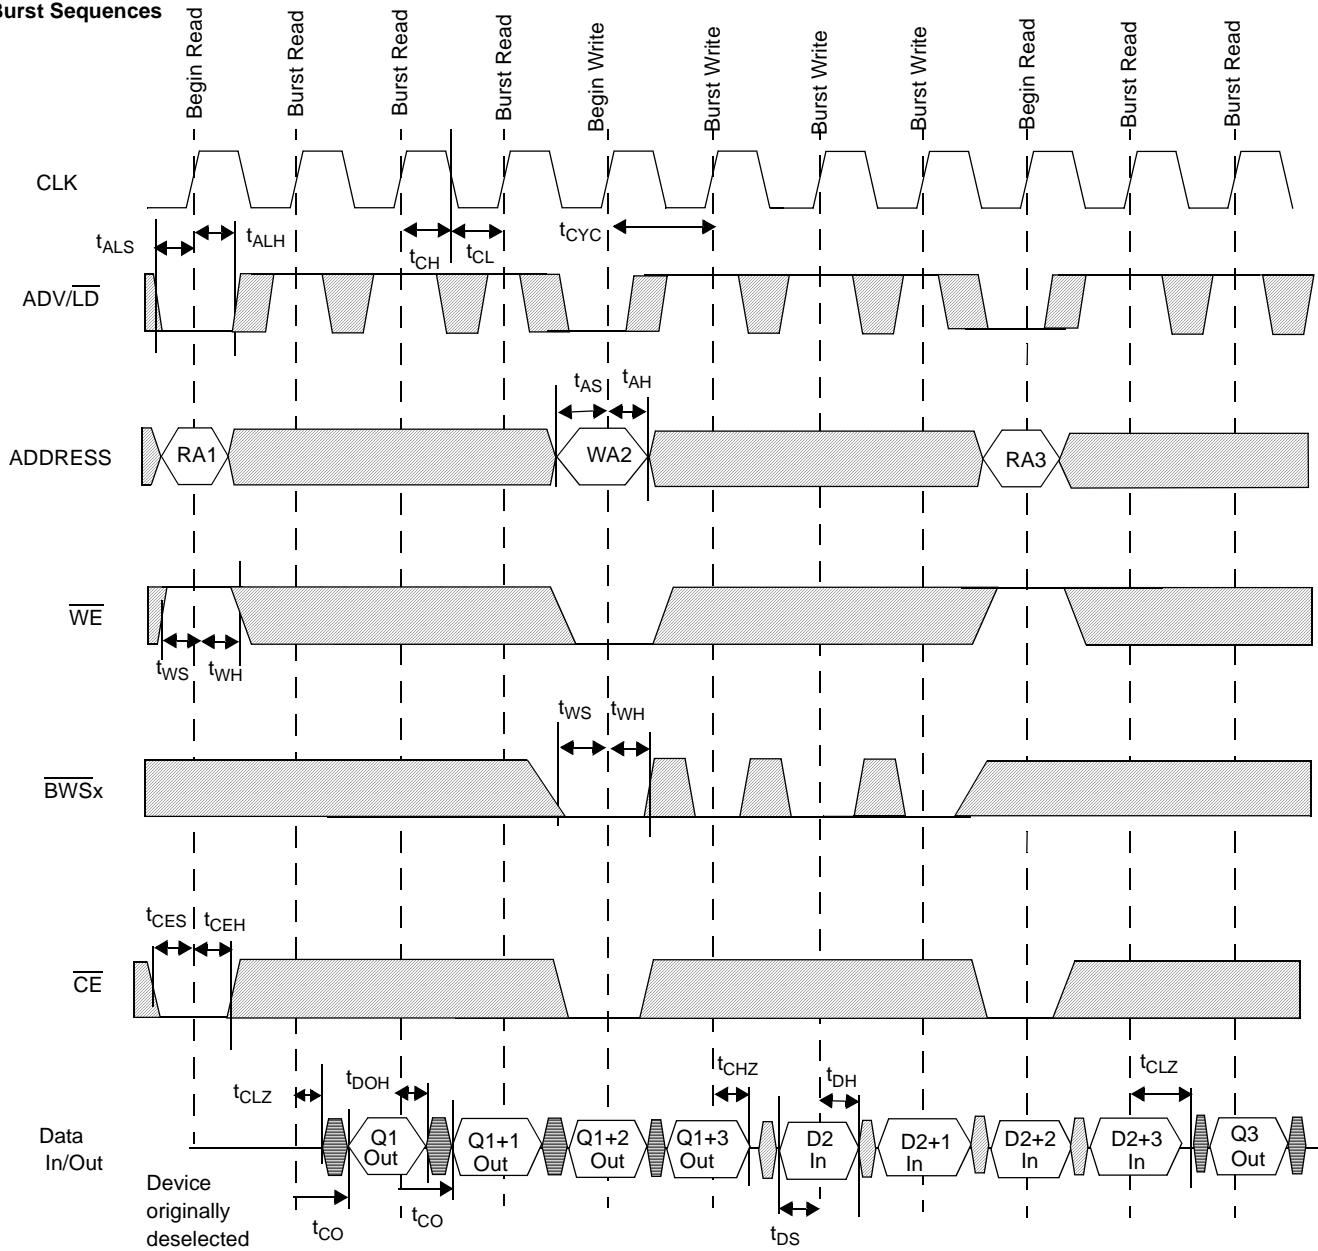 Burst Sequences
Begin Read
Burst Read
Burst Read
Burst Read
Begin Write
Burst Write
Burst Write
Burst Write
Begin Read
Burst Read
Burst Read
CLK
tALS
tALH
tCH
tCL
tCYC
ADV/LD
tAS
tAH
ADDRESS
RA1
WA2
RA3
WE
tWS
tWH
tWS
tWH
BWSx
tCES
tCEH
CE
tCLZ
tDOH
tCHZ
tDH
tCLZ
Data
In/Out
Q1
Out
Q1+1
Out
Q1+2
Out
Q1+3
Out
D2
In
D2+1
In
D2+2
In
D2+3
In
Q3
Out
Device
originally
deselected
tCO
tCO
tDS